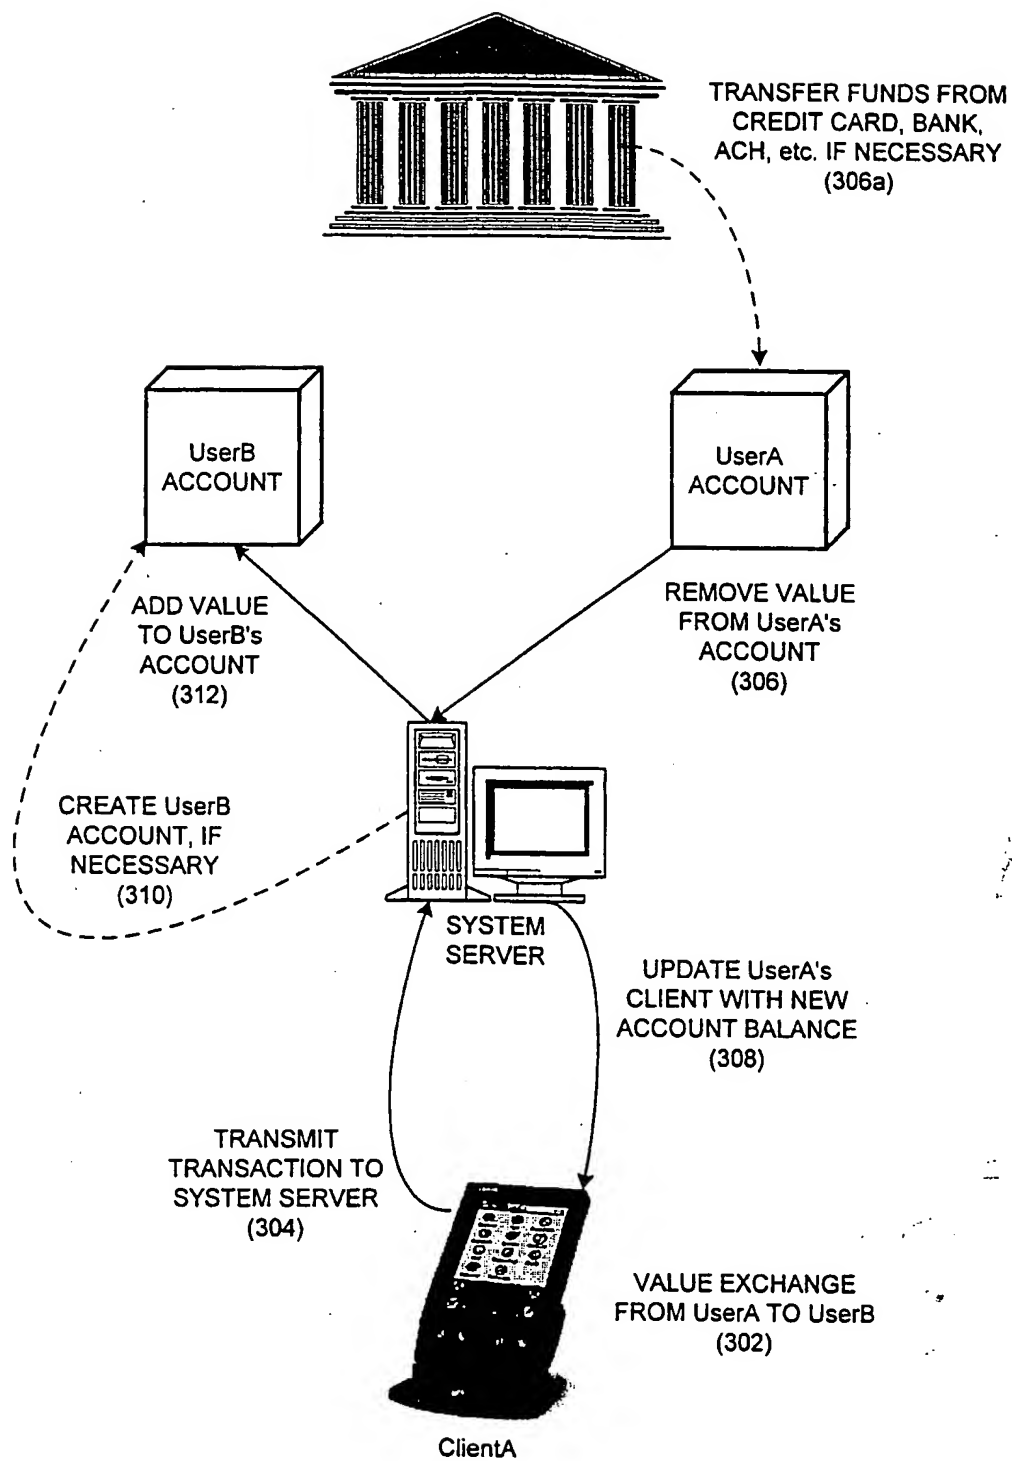 TRANSFER FUNDS FROM
CREDIT CARD, BANK,
ACH, etc. IF NECESSARY
(306a)
UserB
ACCOUNT
UserA
ACCOUNT
ADD VALUE
TO UserB's
ACCOUNT
(312)
REMOVE VALUE
FROM UserA's
ACCOUNT
(306)
CREATE UserB
ACCOUNT, IF
NECESSARY
(310)
SYSTEM
SERVER
UPDATE UserA's
CLIENT WITH NEW
ACCOUNT BALANCE
(308)
TRANSMIT
TRANSACTION TO
SYSTEM SERVER
(304)
VALUE EXCHANGE
FROM UserA TO UserB
(302)
ClientA